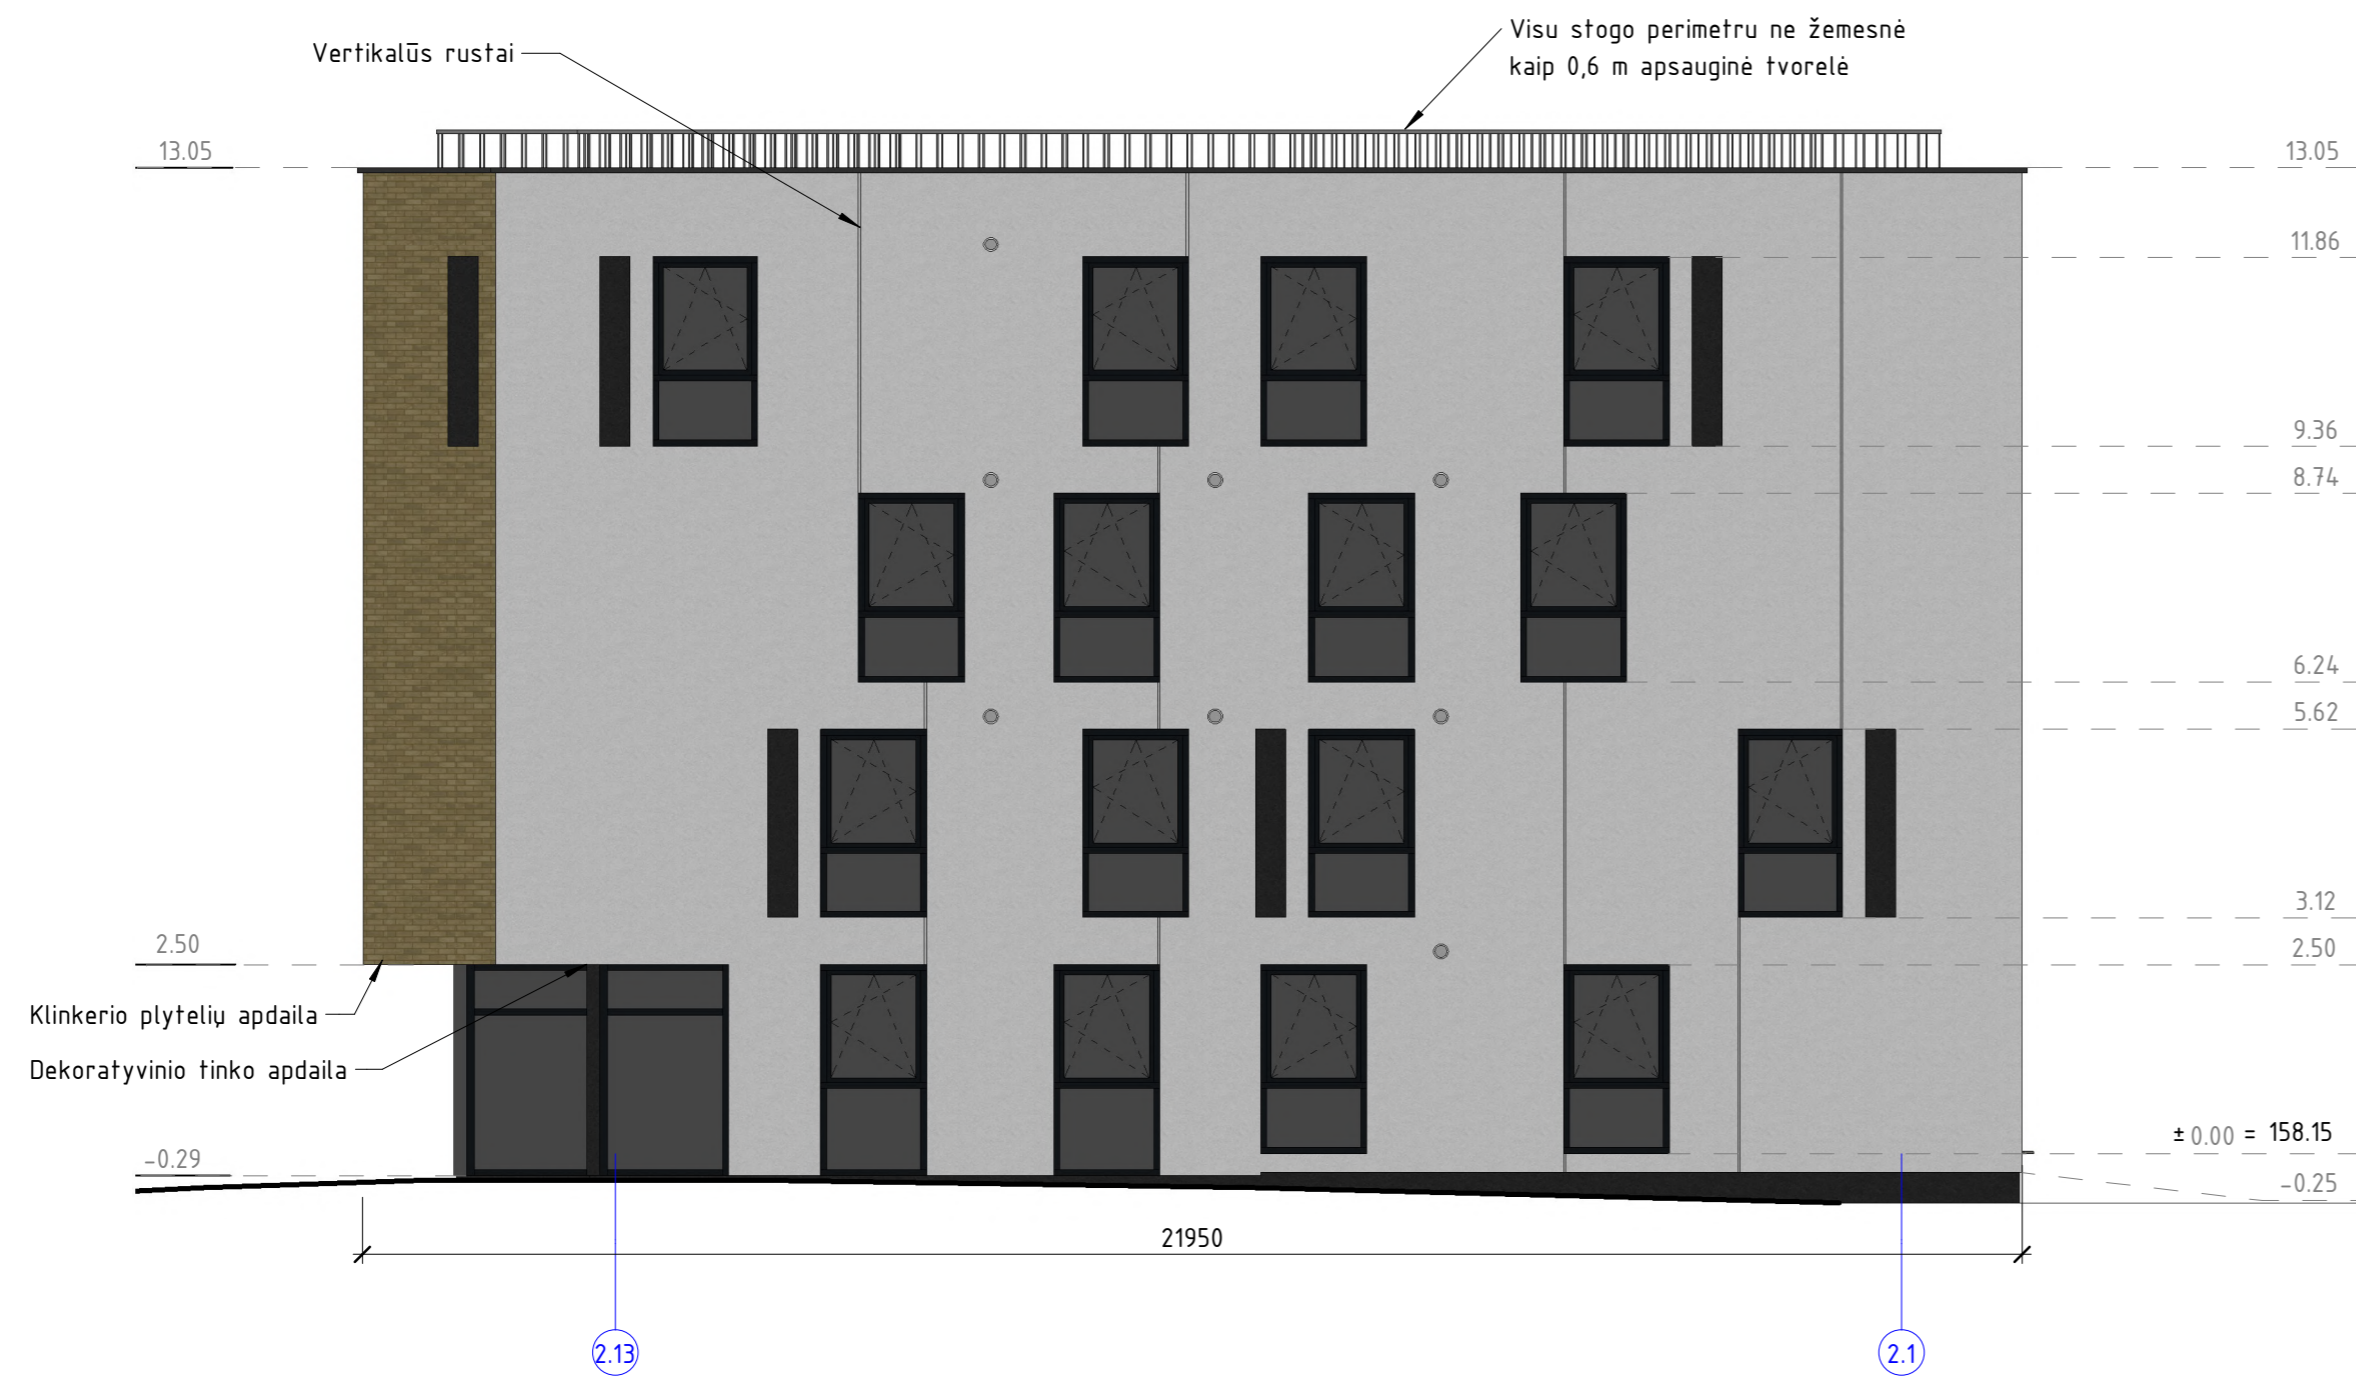 Visu stogo perimetru ne žemesnė
kaip 0,6 m apsauginė tvorelė
Vertikalūs rustai
13.05
13.05
11.86
9.36
8.74
6.24
5.62
3.12
2.50
2.50
Klinkerio plytelių apdaila
Dekoratyvinio tinko apdaila
± 0.00 = 158.15
-0.29
-0.25
21950
2.13
2.1